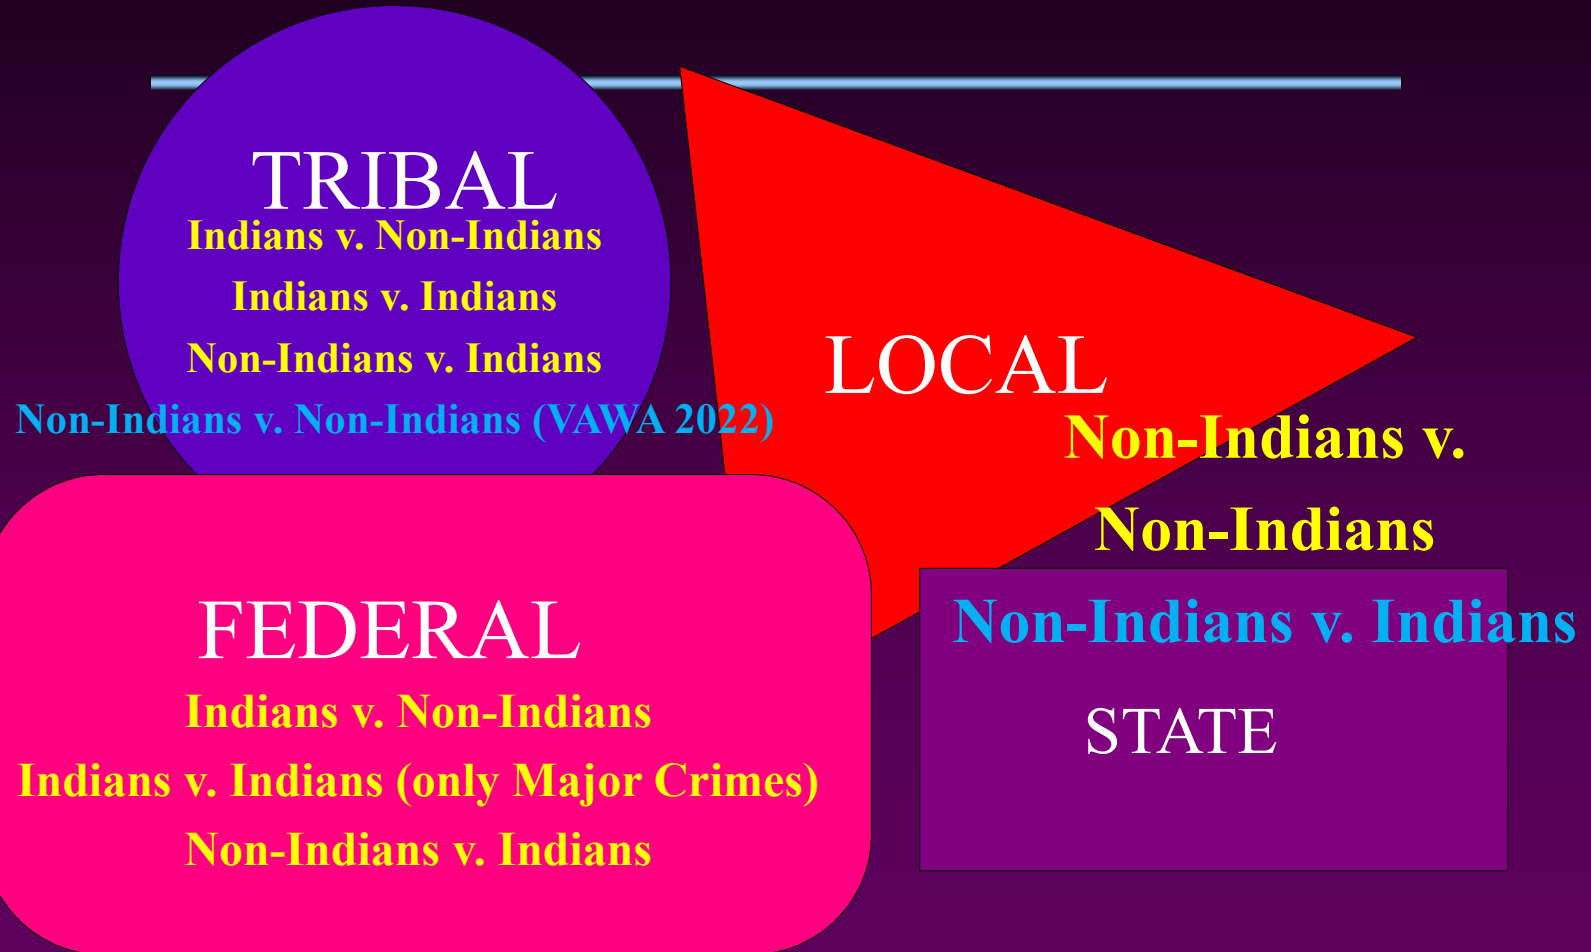 TRIBAL
Indians v. Non-Indians
Indians v. Indians
Non-Indians v. Indians
Non-Indians v. Non-Indians (VAWA 2022)
LOCAL
Non-Indians v.
Non-Indians
Non-Indians v. Indians
STATE
FEDERAL
Indians v. Non-Indians
Indians v. Indians (only Major Crimes)
Non-Indians v. Indians